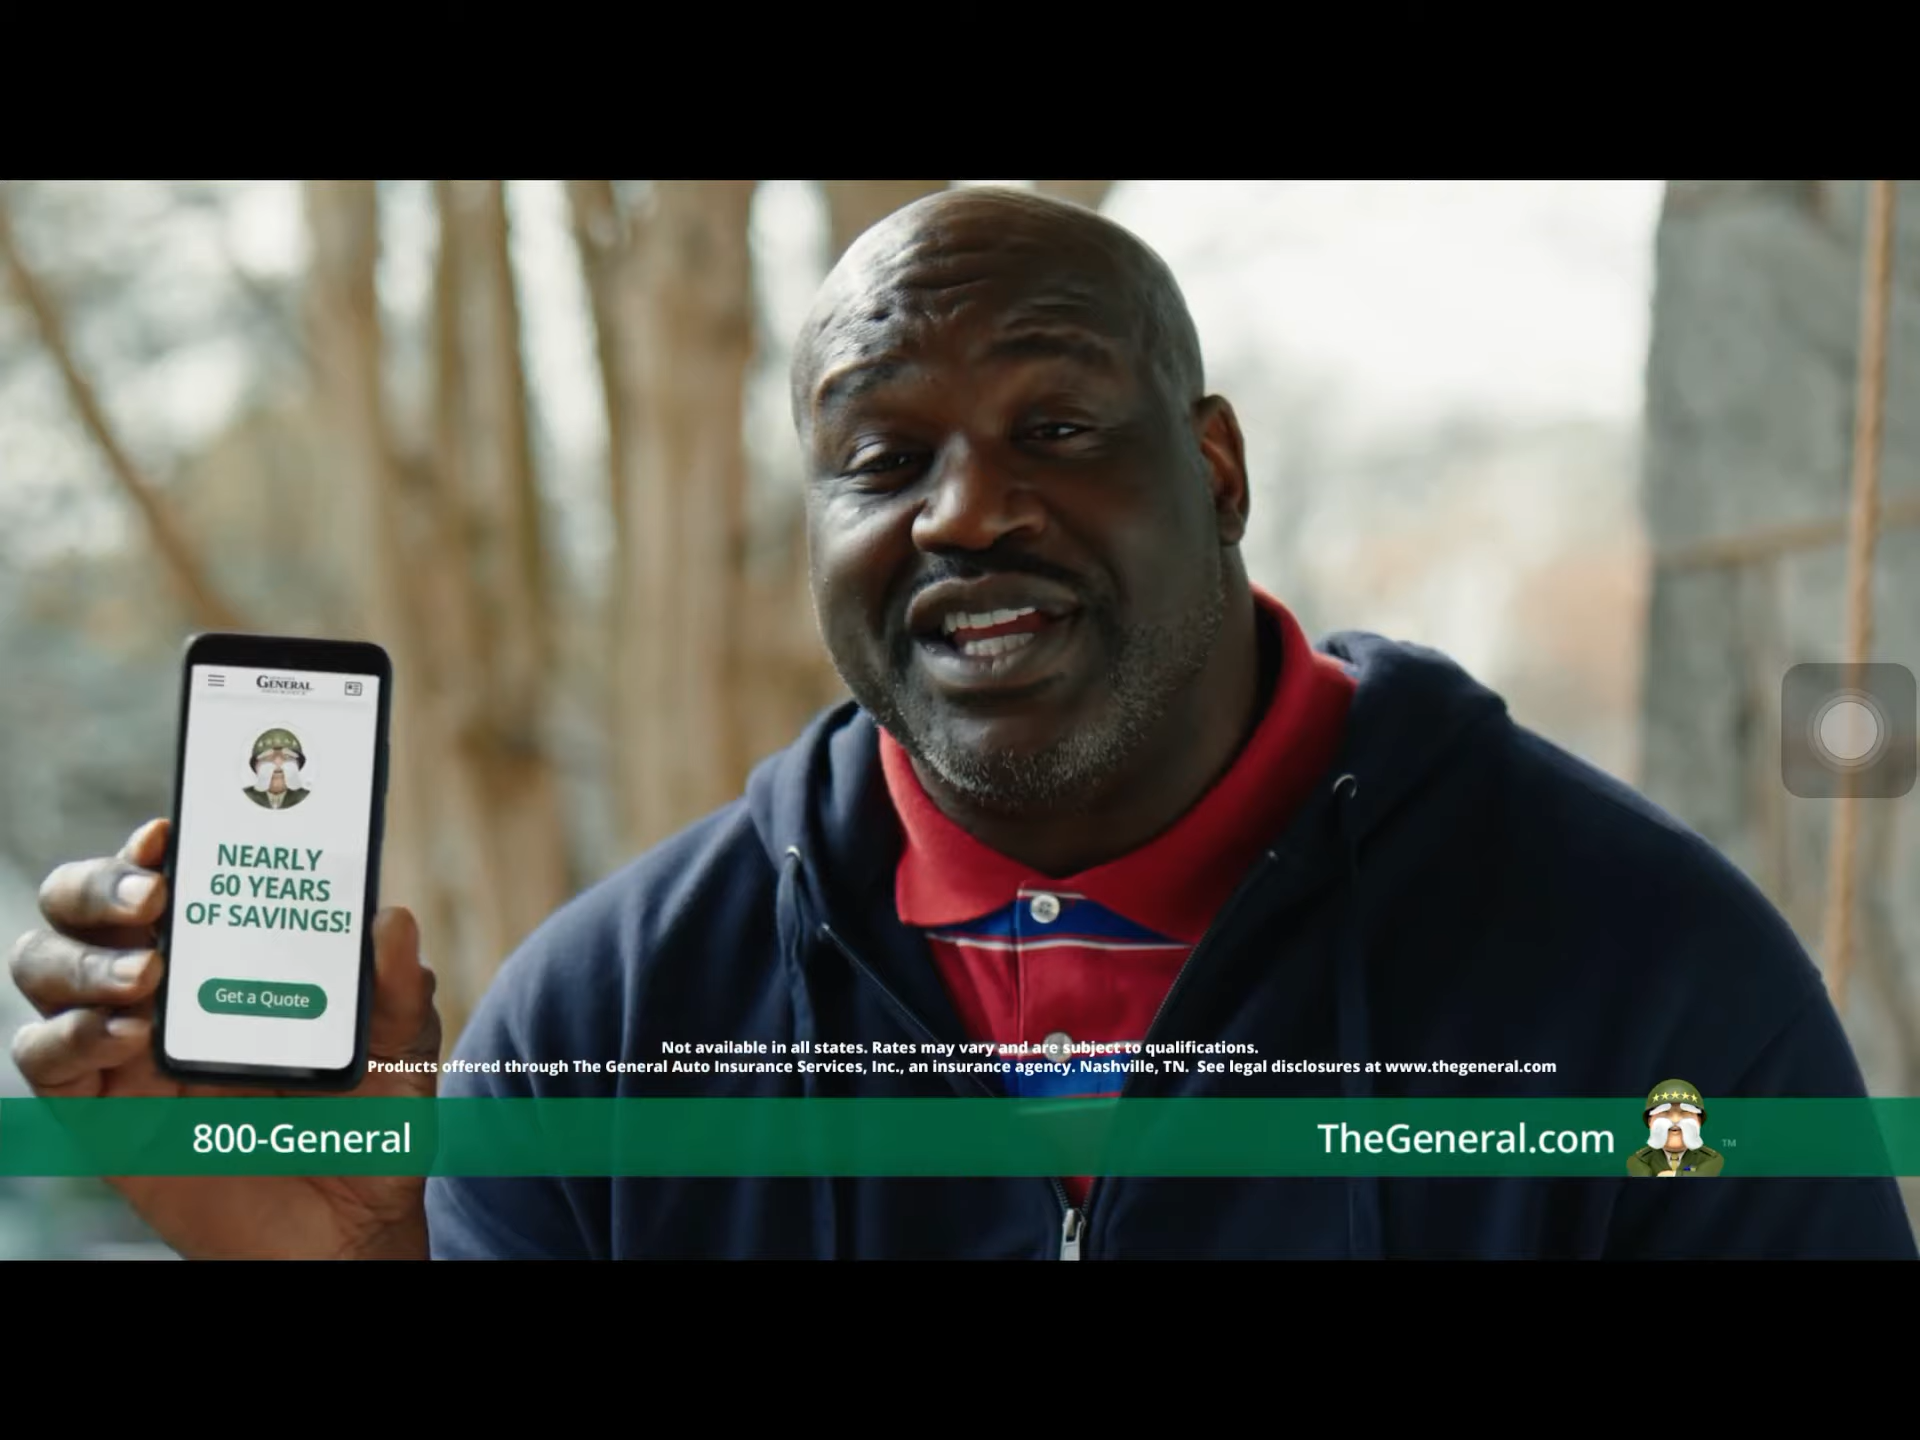 GENERAL
NEARLY
60 YEARS
OF SAVINGS!
Get a Quote
Not available in all states. Rates may vary and are subject to qualifications.
Products offered through The General Auto Insurance Services, Inc., an insurance agency. Nashville, TN. See legal disclosures at www.thegeneral.com
800-General
TheGeneral.com
TM